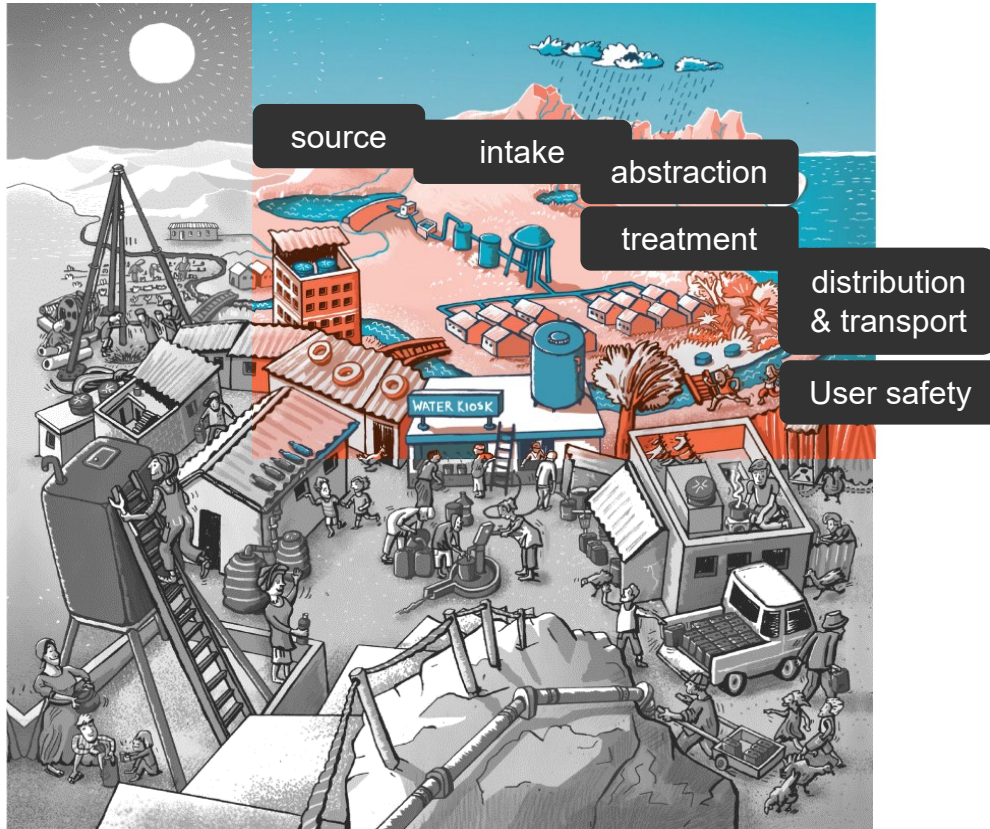 source
intake
abstraction
treatment
distribution
& transport
User safety
WATER KIOSK